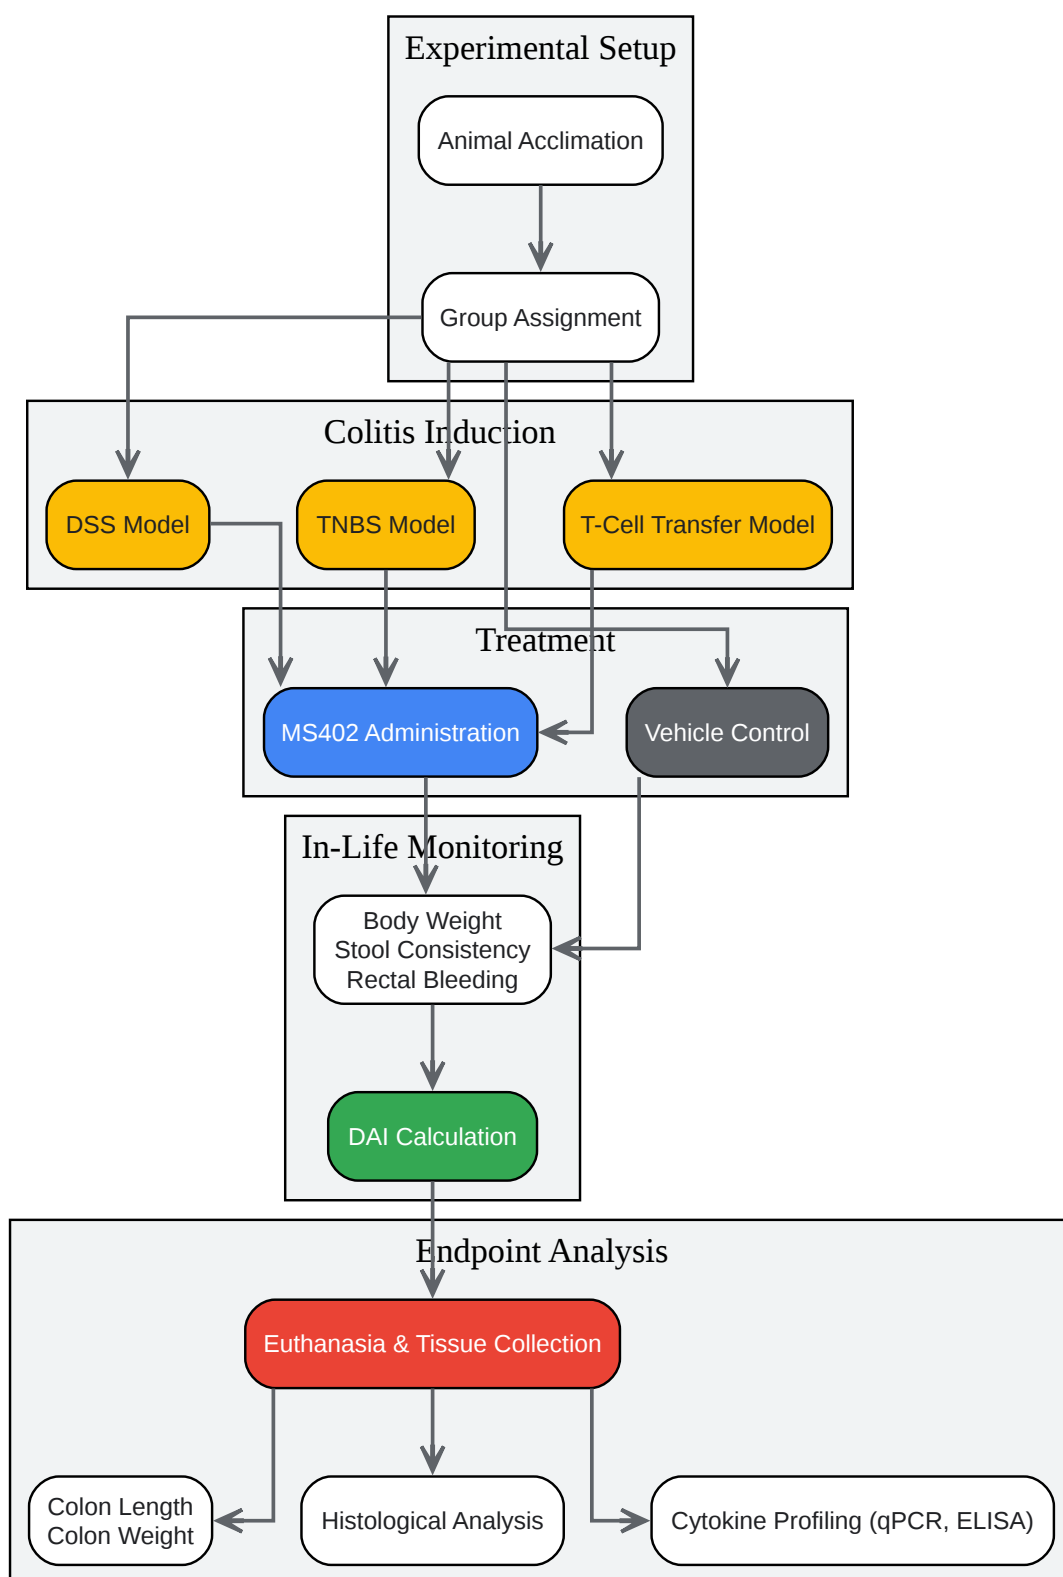 Experimental Setup
Animal Acclimation
Group Assignment
Colitis Induction
DSS Model
TNBS Model
T-Cell Transfer Model
Treatment
MS402 Administration
Vehicle Control
In-Life Monitoring
Body Weight
Stool Consistency
Rectal Bleeding
DAI Calculation
Endpoint Analysis
Euthanasia & Tissue Collection
Colon Length
Colon Weight
Histological Analysis
Cytokine Profiling (qPCR, ELISA)